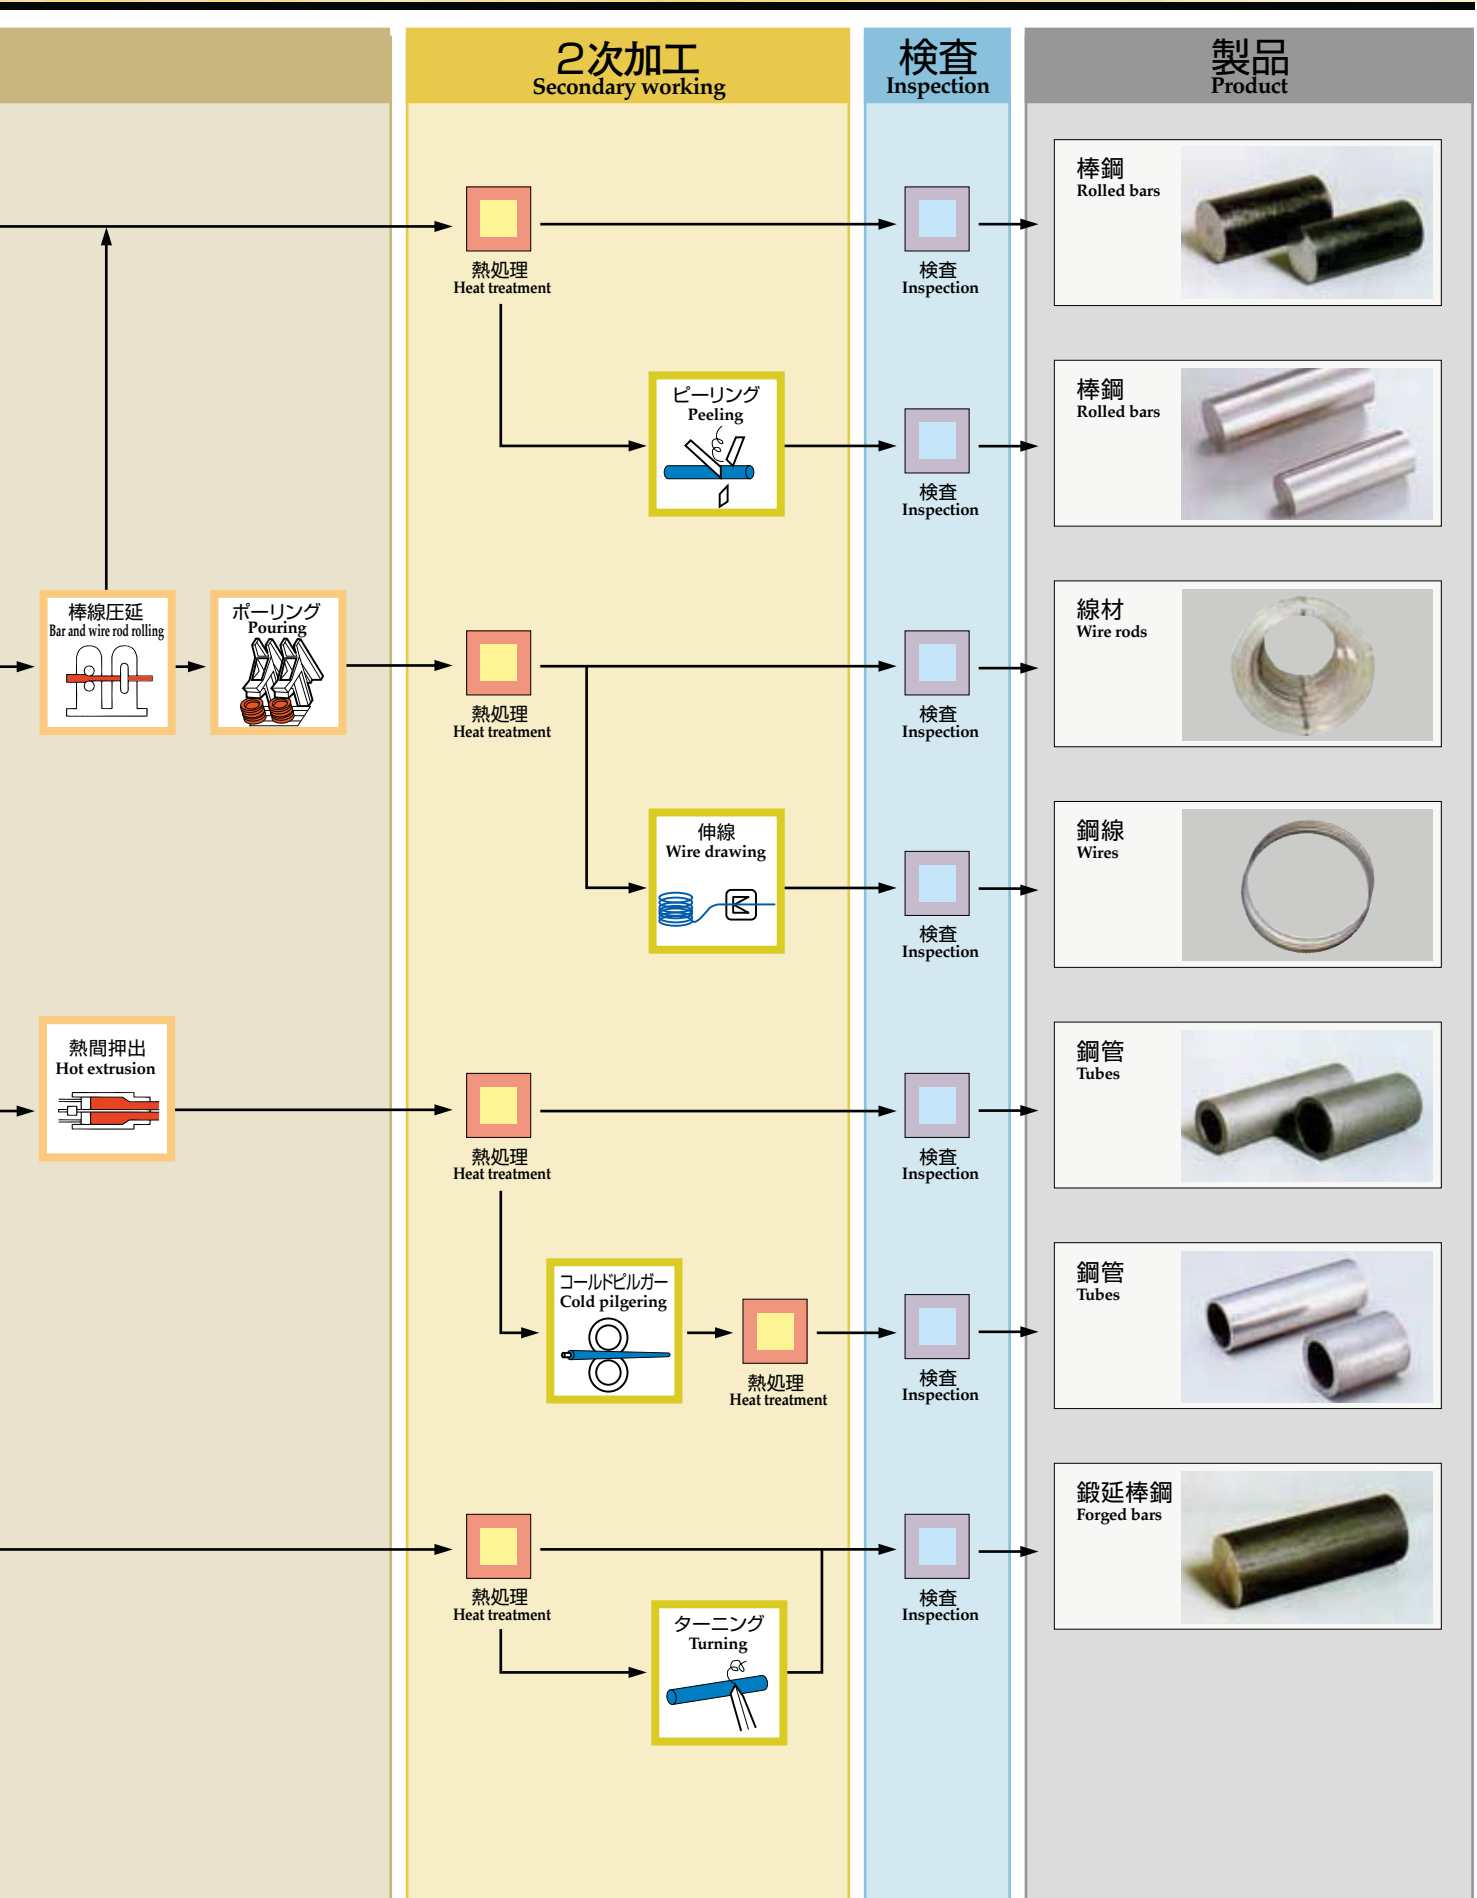 2次加工
Secondary working
検査
Inspection
製品
Product
熱処理
Heat treatment
検査
Inspection
棒鋼
Rolled bars
ピーリング
Peeling
検査
Inspection
棒鋼
Rolled bars
棒線圧延
Bar and wire rod rolling
ポーリング
Pouring
熱処理
Heat treatment
検査
Inspection
線材
Wire rods
伸線
Wire drawing
検査
Inspection
鋼線
Wires
熱間押出
Hot extrusion
熱処理
Heat treatment
検査
Inspection
鋼管
Tubes
コールドピルガー
Cold pilgering
熱処理
Heat treatment
検査
Inspection
鋼管
Tubes
熱処理
Heat treatment
ターニング
Turning
検査
Inspection
鍛延棒鋼
Forged bars